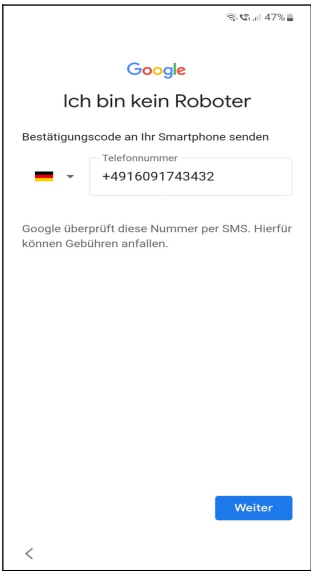 47%
Google
Ich bin kein Roboter
Bestätigungscode an Ihr Smartphone senden
Telefonnummer
+4916091743432
Google überprüft diese Nummer per SMS. Hierfür
können Gebühren anfallen.
Weiter